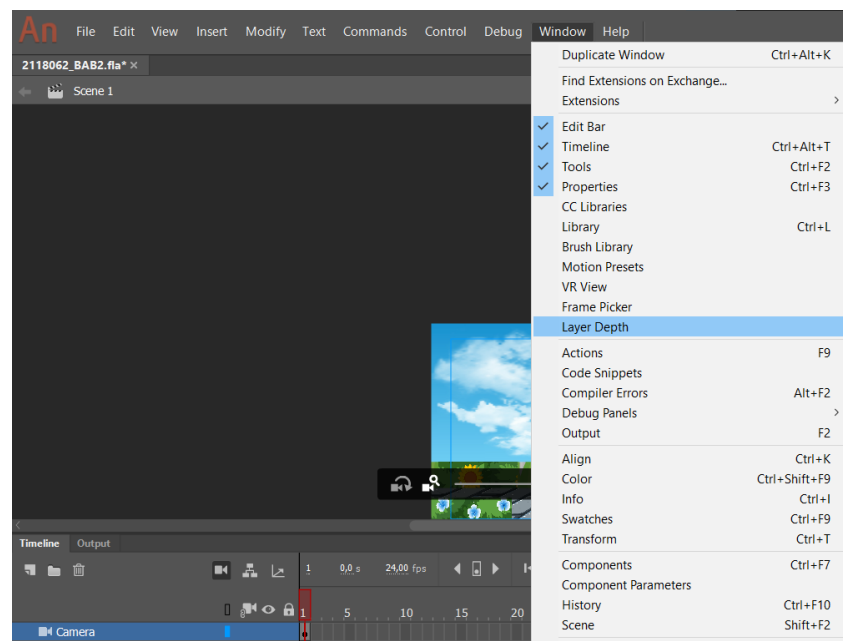 An File Edit View Insert Modify Text Commands Control Debug Window Help
2118062_BAB2.fla* ×
Scene 1
Duplicate Window Ctrl+Alt+K
Find Extensions on Exchange...
Extensions
Edit Bar
Timeline Ctrl+Alt+T
Tools Ctrl+F2
Properties Ctrl+F3
CC Libraries
Library Ctrl+L
Brush Library
Motion Presets
VR View
Frame Picker
Layer Depth
Actions F9
Code Snippets
Compiler Errors Alt+F2
Debug Panels
Output F2
Align Ctrl+K
Color Ctrl+Shift+F9
Info Ctrl+I
Swatches Ctrl+F9
Transform Ctrl+T
Components Ctrl+F7
Component Parameters
History Ctrl+F10
Scene Shift+F2
Timeline Output
1 0,0 s 24,00 fps
1 5 10 15 20
Camera